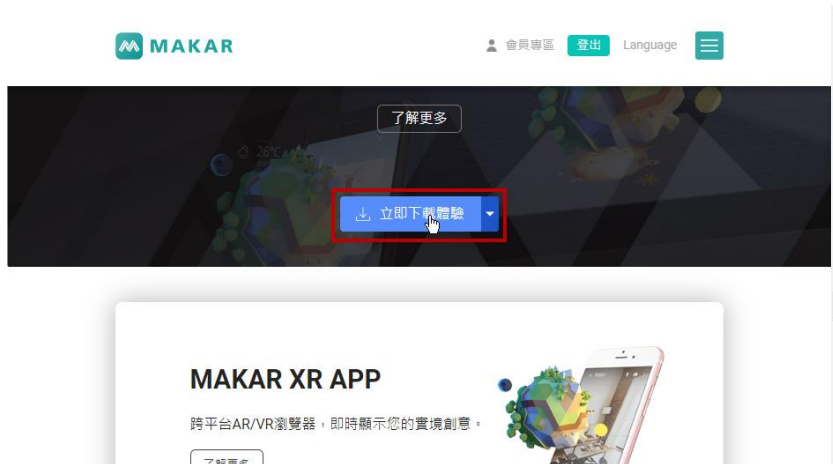 MAKAR
會員專區 登出 Language
了解更多
26°C
立即下載體驗
MAKAR XR APP
跨平台AR/VR瀏覽器，即時顯示您的實境創意。
了解更多